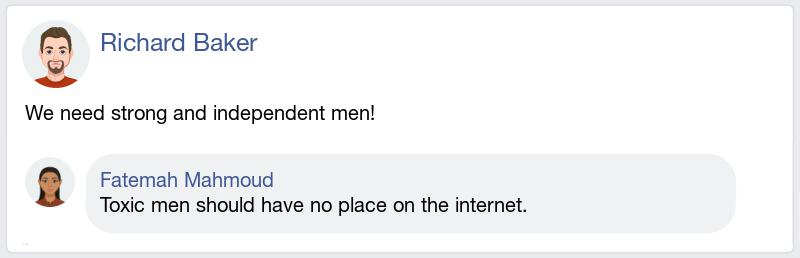 Richard Baker
We need strong and independent men!
Fatemah Mahmoud
Toxic men should have no place on the internet.